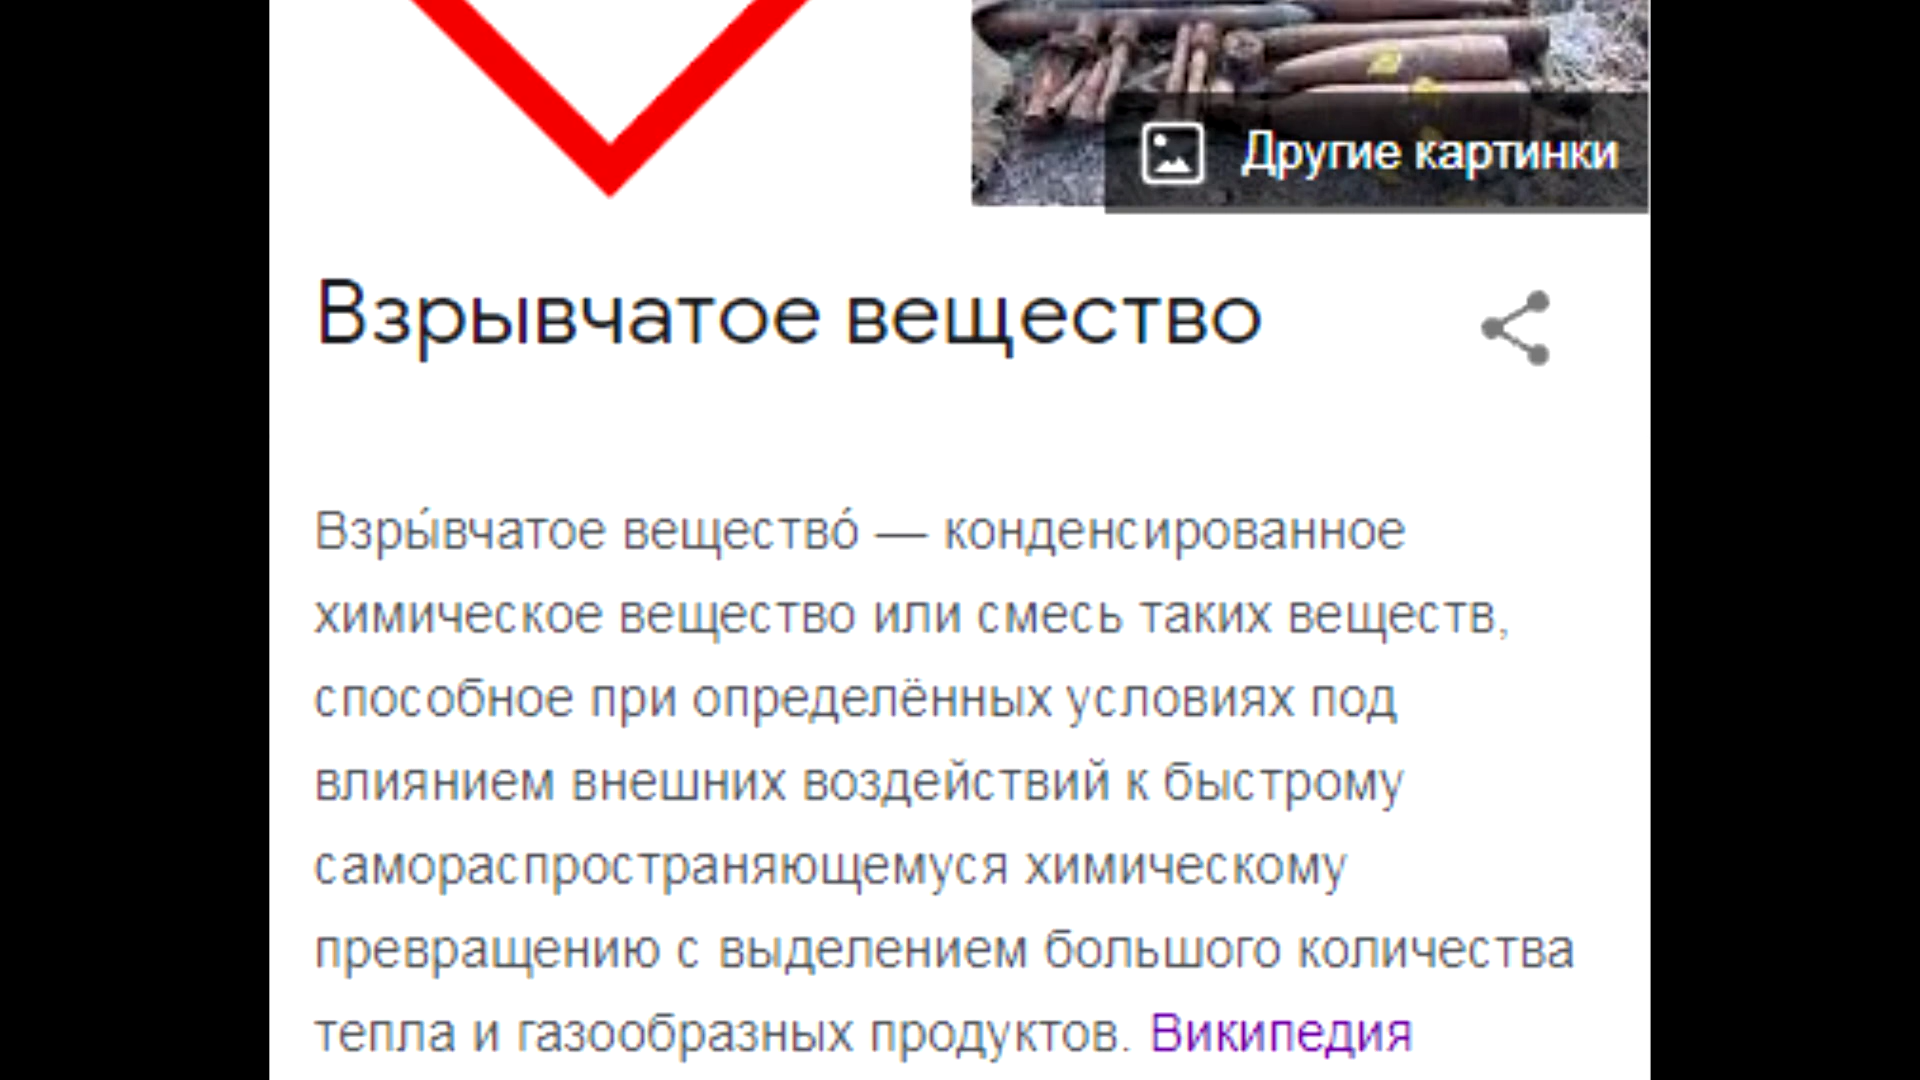 Другие картинки
Взрывчатое вещество
Взры́вчатое вещество́ — конденсированное
химическое вещество или смесь таких веществ,
способное при определённых условиях под
влиянием внешних воздействий к быстрому
самораспространяющемуся химическому
превращению с выделением большого количества
тепла и газообразных продуктов. Википедия